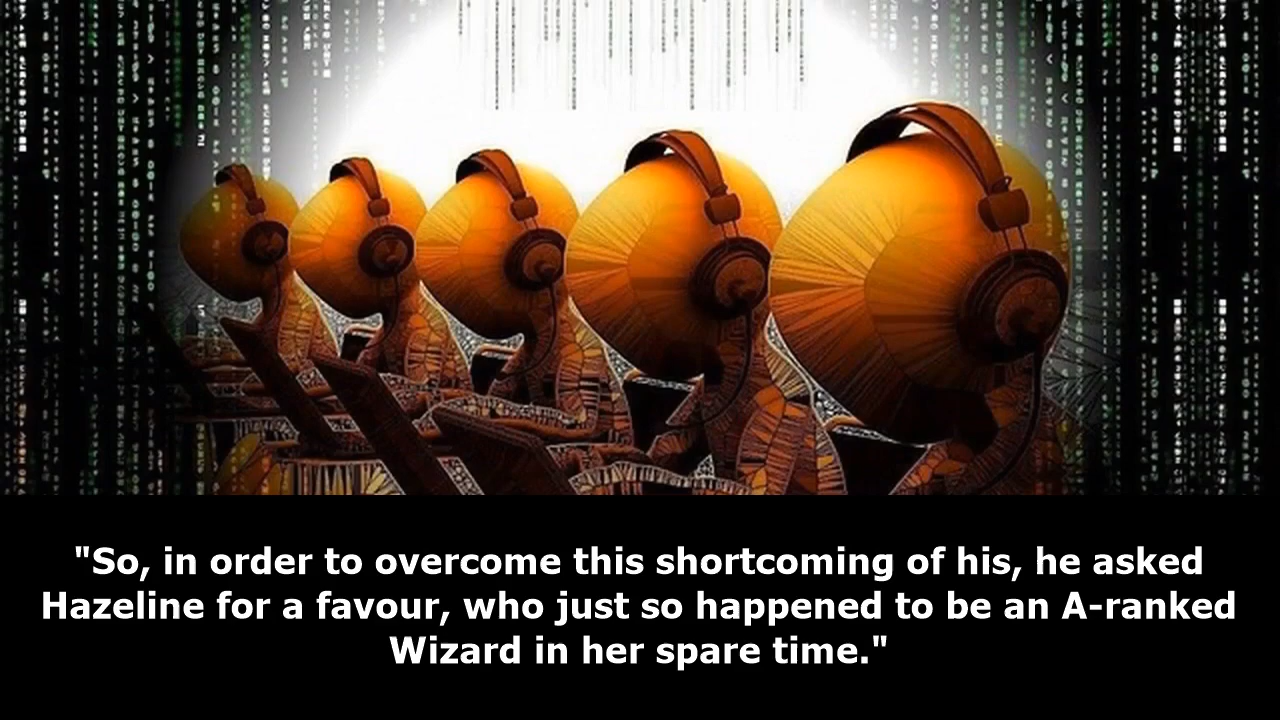 "So, in order to overcome this shortcoming of his, he asked
Hazeline for a favour, who just so happened to be an A-ranked
Wizard in her spare time."